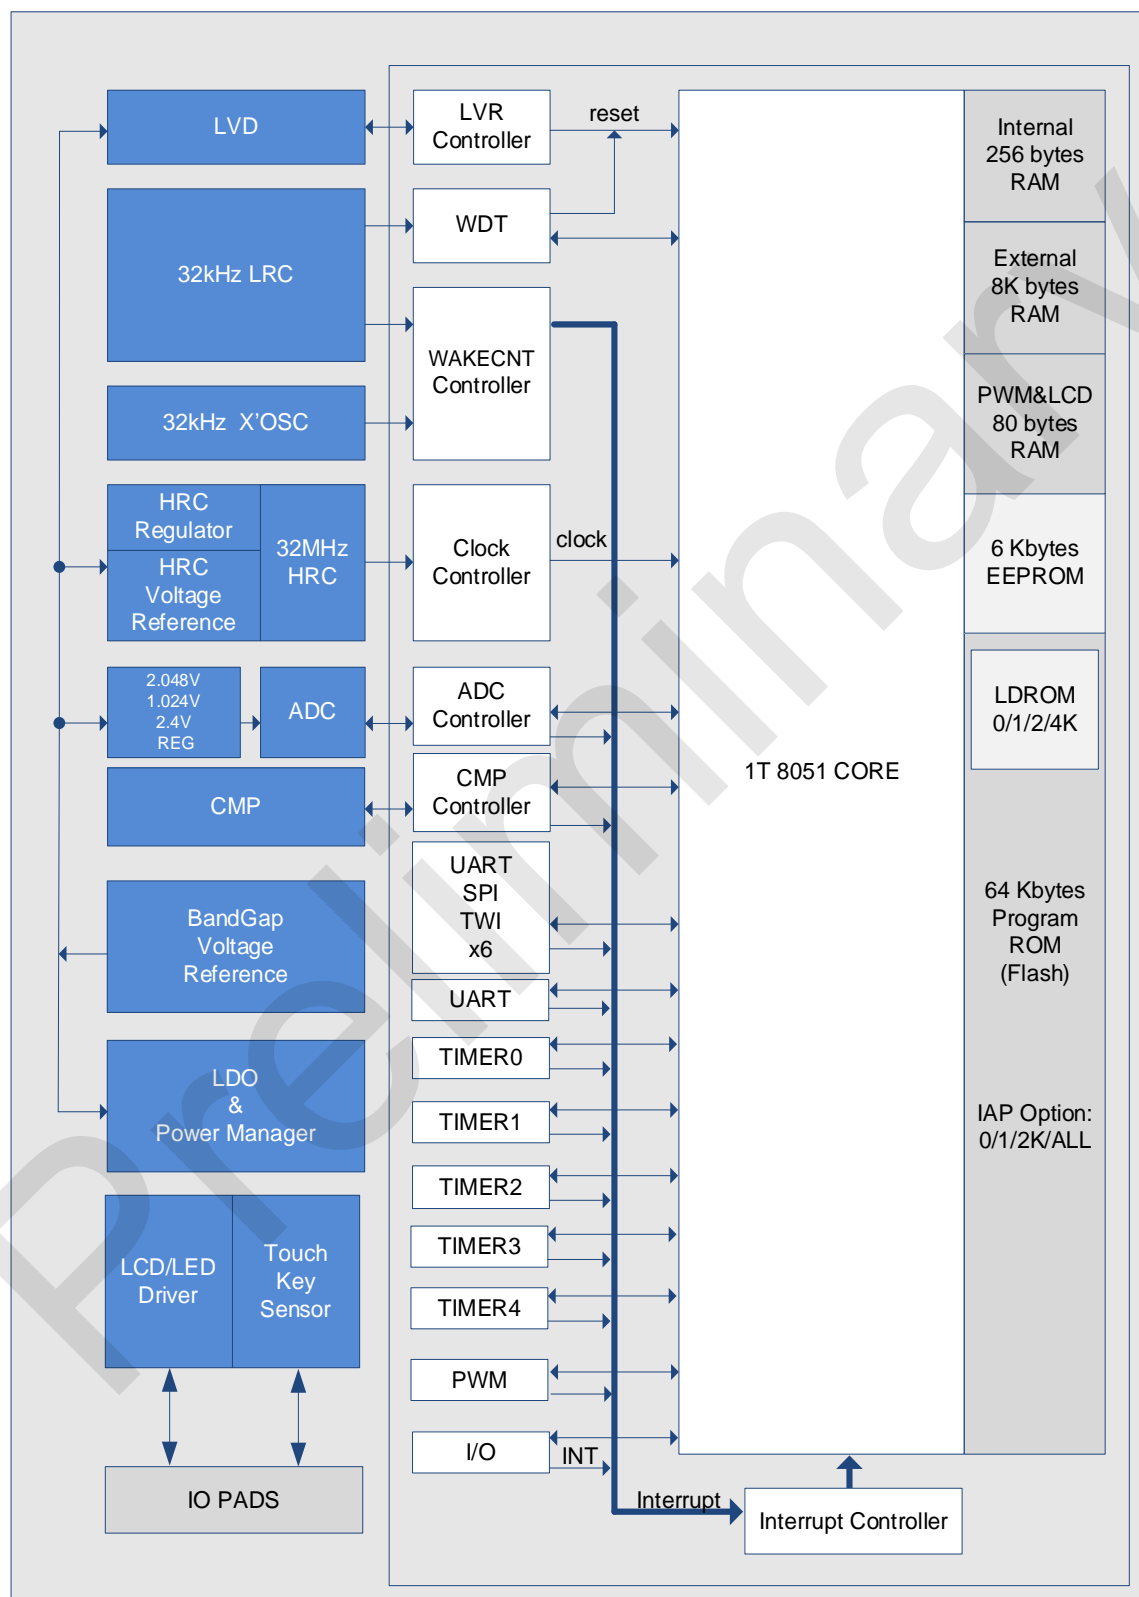 LVD
LVR
Controller
reset
Internal
256 bytes
RAM
32kHz LRC
WDT
External
8K bytes
RAM
WAKECNT
Controller
32kHz X'OSC
PWM&LCD
80 bytes
RAM
HRC
Regulator
HRC
Voltage
Reference
32MHz
HRC
Clock
Controller
clock
6 Kbytes
EEPROM
2.048V
1.024V
2.4V
REG
ADC
ADC
Controller
LDROM
0/1/2/4K
CMP
CMP
Controller
1T 8051 CORE
UART
SPI
TWI
x6
64 Kbytes
Program
ROM
(Flash)
BandGap
Voltage
Reference
UART
LDO
&
Power Manager
TIMER0
TIMER1
IAP Option:
0/1/2K/ALL
TIMER2
TIMER3
TIMER4
LCD/LED
Driver
Touch
Key
Sensor
PWM
I/O
INT
IO PADS
Interrupt
Interrupt Controller
Preliminary